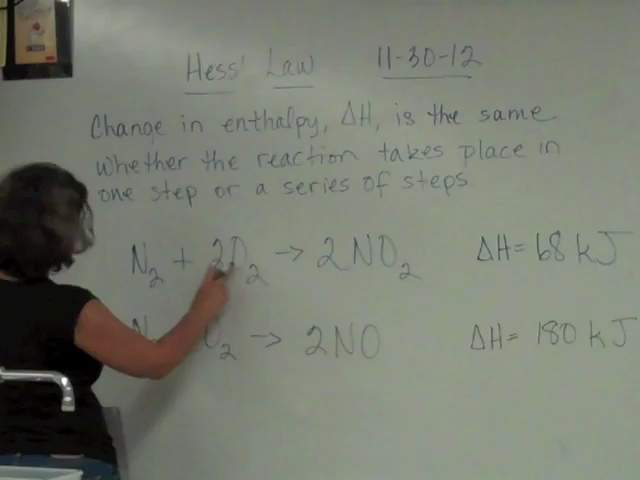 Hess' Law 11-30-12
Change in enthalpy, ΔH, is the same
whether the reaction takes place in
one step or a series of steps
N₂ + 2O₂ → 2NO₂ ΔH = 68 kJ
O₂ → 2NO ΔH = 180 kJ